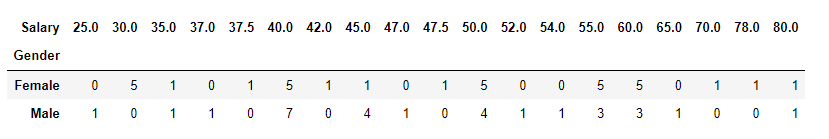 Salary 25.0 30.0 35.0 37.0 37.5 40.0 42.0 45.0 47.0 47.5 50.0 52.0 54.0 55.0 60.0 65.0 70.0 78.0 80.0
Gender
Female 0 5 1 0 1 5 1 1 0 1 5 0 0 5 5 0 1 1 1
Male 1 0 1 1 0 7 0 4 1 0 4 1 1 3 3 1 0 0 1